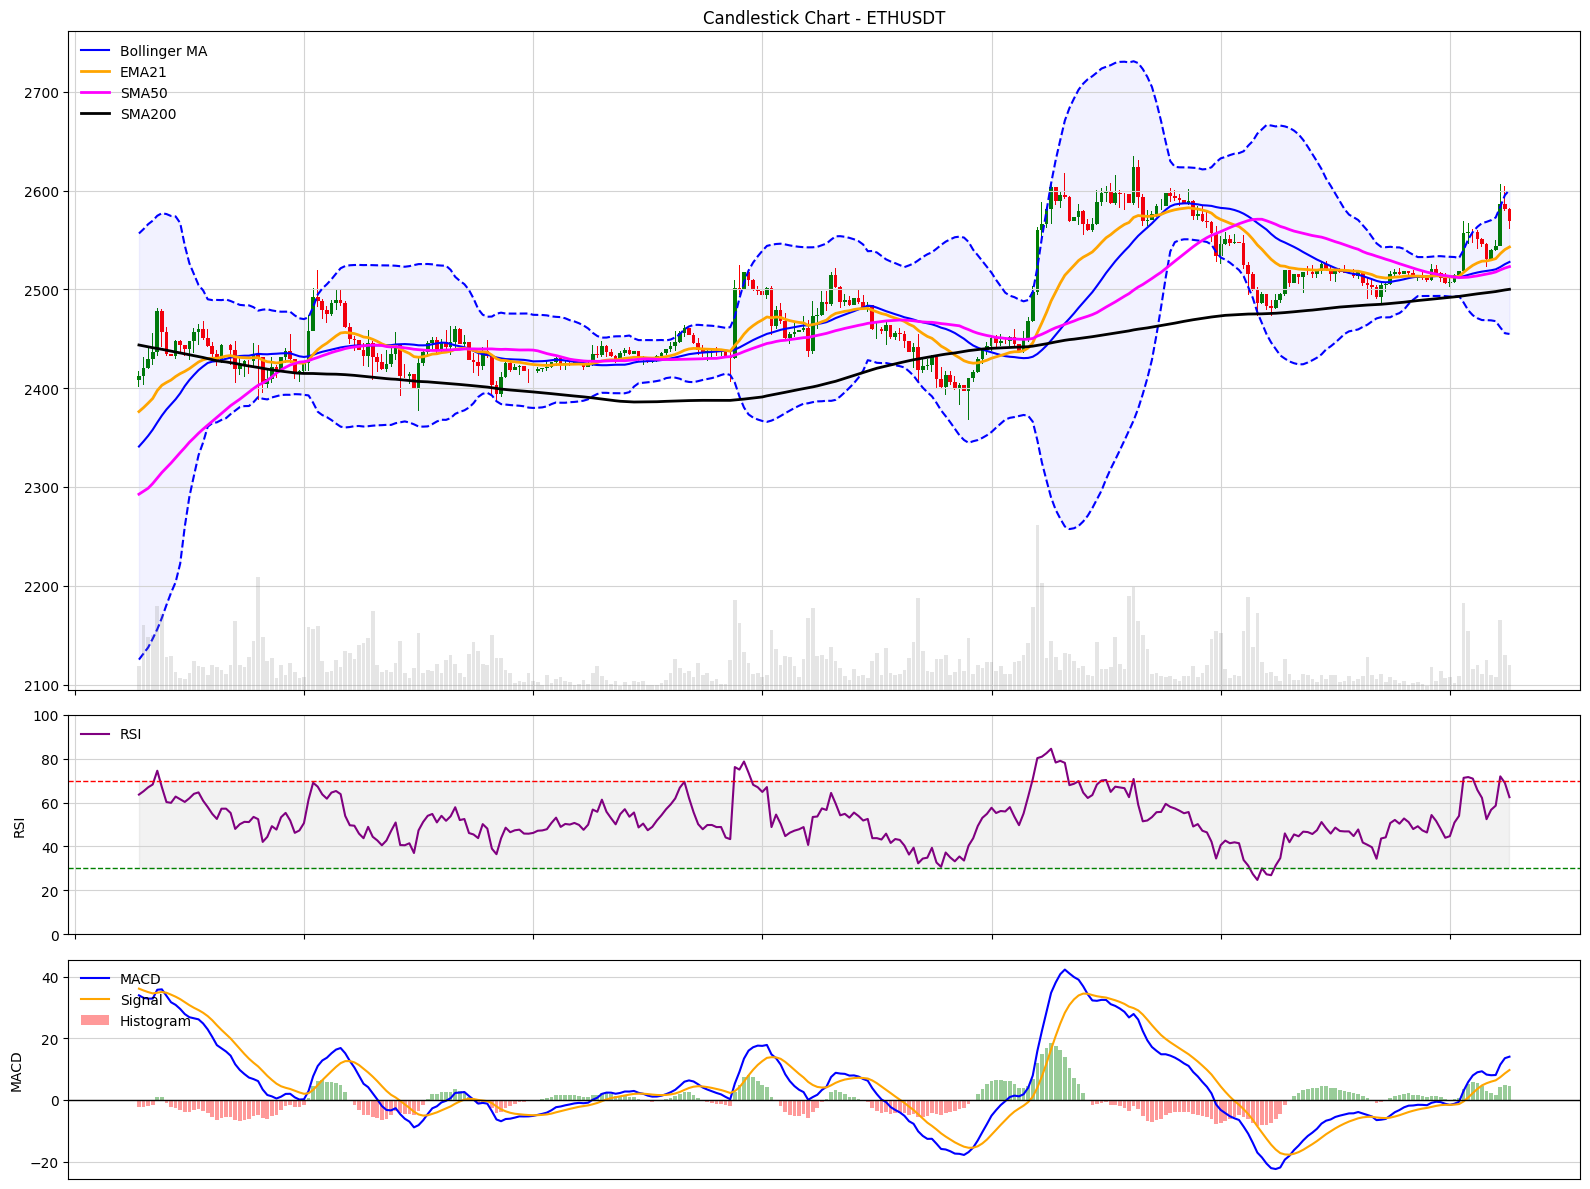 Candlestick Chart - ETHUSDT
Bollinger MA
EMA21
SMA50
SMA200
2700
2600
2500
2400
2300
2200
2100
RSI
100
80
60
40
20
0
RSI
MACD
Signal
Histogram
40
20
0
−20
MACD